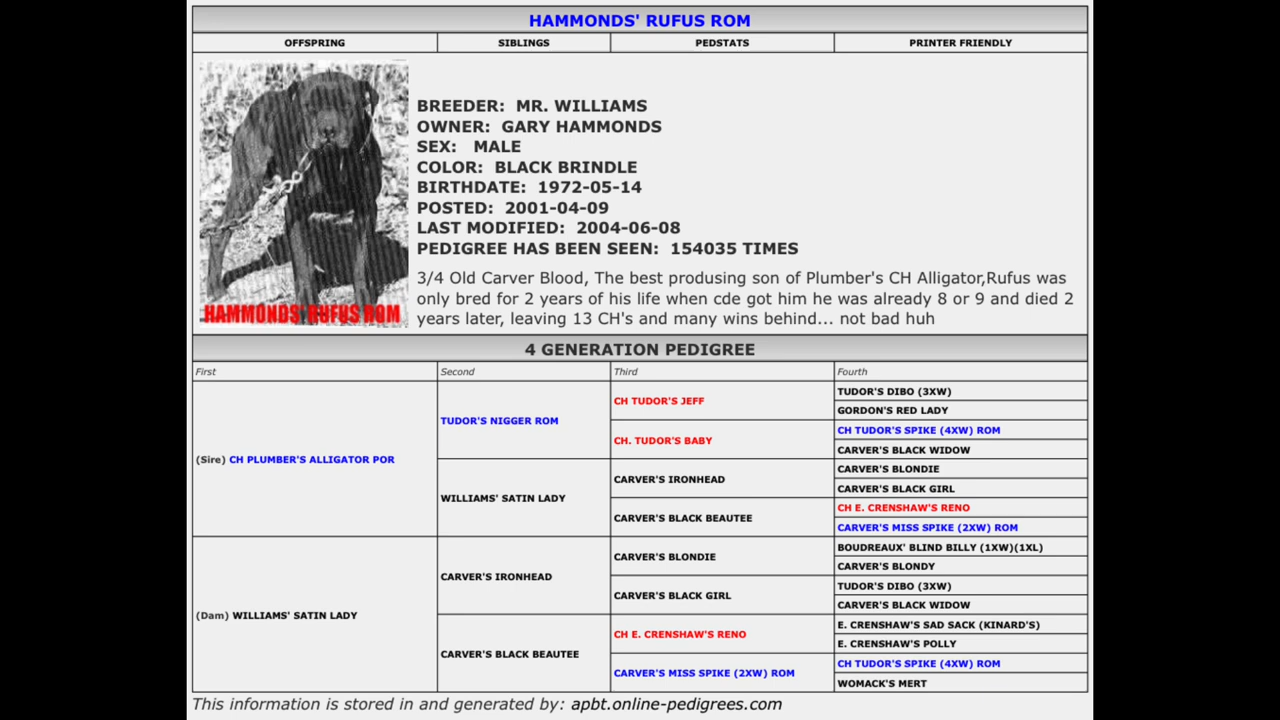 HAMMONDS' RUFUS ROM
OFFSPRING SIBLINGS PEDSTATS PRINTER FRIENDLY
BREEDER: MR. WILLIAMS
OWNER: GARY HAMMONDS
SEX: MALE
COLOR: BLACK BRINDLE
BIRTHDATE: 1972-05-14
POSTED: 2001-04-09
LAST MODIFIED: 2004-06-08
PEDIGREE HAS BEEN SEEN: 154035 TIMES
3/4 Old Carver Blood, The best produsing son of Plumber's CH Alligator,Rufus was
only bred for 2 years of his life when cde got him he was already 8 or 9 and died 2
years later, leaving 13 CH's and many wins behind... not bad huh
HAMMONDS' RUFUS ROM
4 GENERATION PEDIGREE
First Second Third Fourth
(Sire) CH PLUMBER'S ALLIGATOR POR
TUDOR'S NIGGER ROM
CH TUDOR'S JEFF
TUDOR'S DIBO (3XW)
GORDON'S RED LADY
CH. TUDOR'S BABY
CH TUDOR'S SPIKE (4XW) ROM
CARVER'S BLACK WIDOW
WILLIAMS' SATIN LADY
CARVER'S IRONHEAD
CARVER'S BLONDIE
CARVER'S BLACK GIRL
CARVER'S BLACK BEAUTEE
CH E. CRENSHAW'S RENO
CARVER'S MISS SPIKE (2XW) ROM
(Dam) WILLIAMS' SATIN LADY
CARVER'S IRONHEAD
CARVER'S BLONDIE
BOUDREAUX' BLIND BILLY (1XW)(1XL)
CARVER'S BLONDY
CARVER'S BLACK GIRL
TUDOR'S DIBO (3XW)
CARVER'S BLACK WIDOW
CARVER'S BLACK BEAUTEE
CH E. CRENSHAW'S RENO
E. CRENSHAW'S SAD SACK (KINARD'S)
E. CRENSHAW'S POLLY
CARVER'S MISS SPIKE (2XW) ROM
CH TUDOR'S SPIKE (4XW) ROM
WOMACK'S MERT
This information is stored in and generated by: apbt.online-pedigrees.com